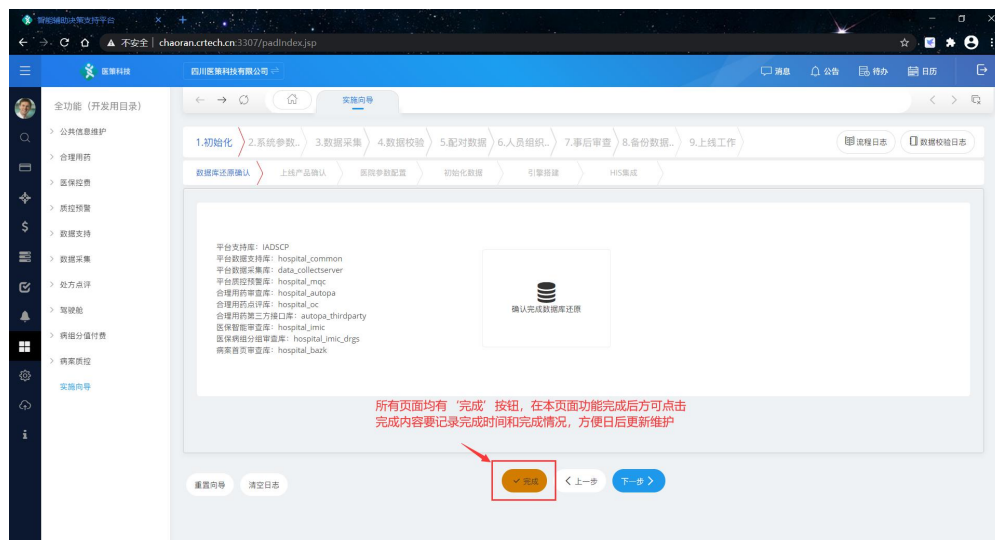 智能辅助决策支持平台
不安全 | chaoran.crtech.cn:3307/padIndex.jsp
医策科技
四川医策科技有限公司
消息
公告
待办
日历
全功能（开发用目录）
公共信息维护
合理用药
医保控费
质控预警
数据支持
数据采集
处方点评
驾驶舱
病组分值付费
病案质控
实施向导
实施向导
1.初始化
2.系统参数..
3.数据采集
4.数据校验
5.配对数据
6.人员组织..
7.事后审查
8.备份数据..
9.上线工作
流程日志
数据校验日志
数据库还原确认
上线产品确认
医院参数配置
初始化数据
引擎搭建
HIS集成
平台支持库：IADSCP
平台数据支持库：hospital_common
平台数据采集库：data_collectserver
平台质控预警库：hospital_mqc
合理用药审查库：hospital_autopa
合理用药点评库：hospital_oc
合理用药第三方接口库：autopa_thirdparty
医保智能审查库：hospital_imic
医保病组分组审查库：hospital_imic_drgs
病案首页审查库：hospital_bazk
确认完成数据库还原
所有页面均有‘完成’按钮，在本页面功能完成后方可点击
完成内容要记录完成时间和完成情况，方便日后更新维护
重置向导
清空日志
完成
上一步
下一步